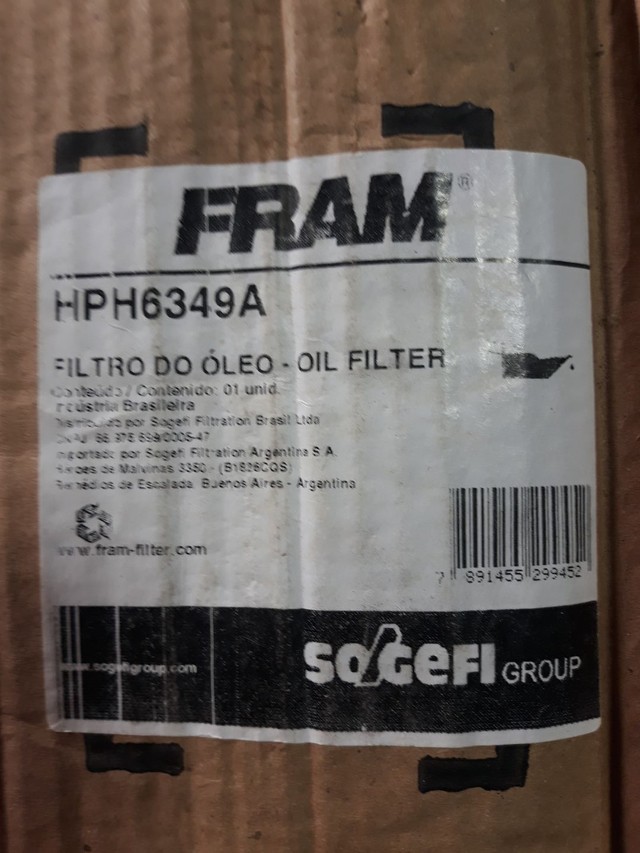 FRAM®
HPH6349A
FILTRO DO ÓLEO - OIL FILTER
Conteúdo / Contenido: 01 unid.
Indústria Brasileira
Distribuído por Sogefi Filtration Brasil Ltda
Importado por Sogefi Filtration Argentina S.A.
Heroes de Malvinas 3350 - (B1826CQS)
Remédios de Escalada Buenos Aires - Argentina
www.fram-filter.com
7 891455 299452
www.sogefigroup.com
SOGEFI GROUP